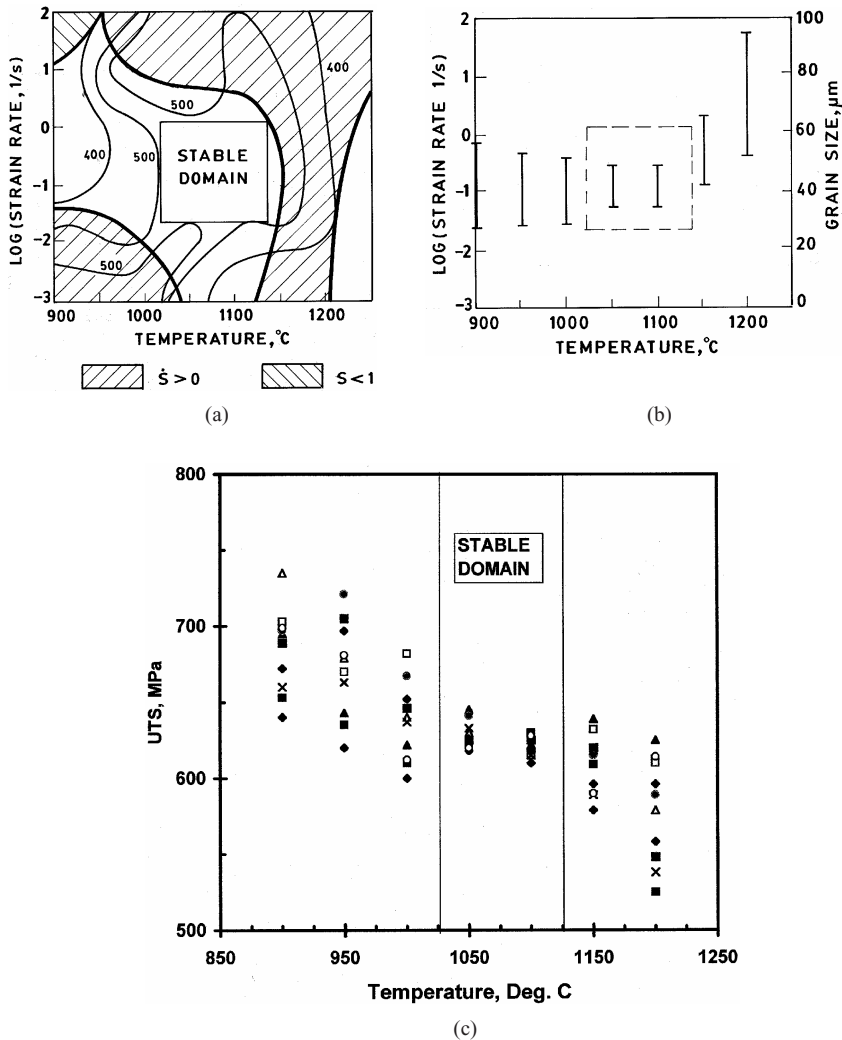 2
1
0
-1
-2
-3
LOG(STRAIN RATE, 1/s)
400
500
500
500
400
STABLE
DOMAIN
900 1000 1100 1200
TEMPERATURE,°C
Ṡ > 0
S < 1
(a)
2
1
0
-1
-2
-3
LOG(STRAIN RATE 1/s)
100
80
60
40
20
0
GRAIN SIZE,µm
900 1000 1100 1200
TEMPERATURE,°C
(b)
800
700
600
500
UTS, MPa
STABLE
DOMAIN
850 950 1050 1150 1250
Temperature, Deg. C
(c)